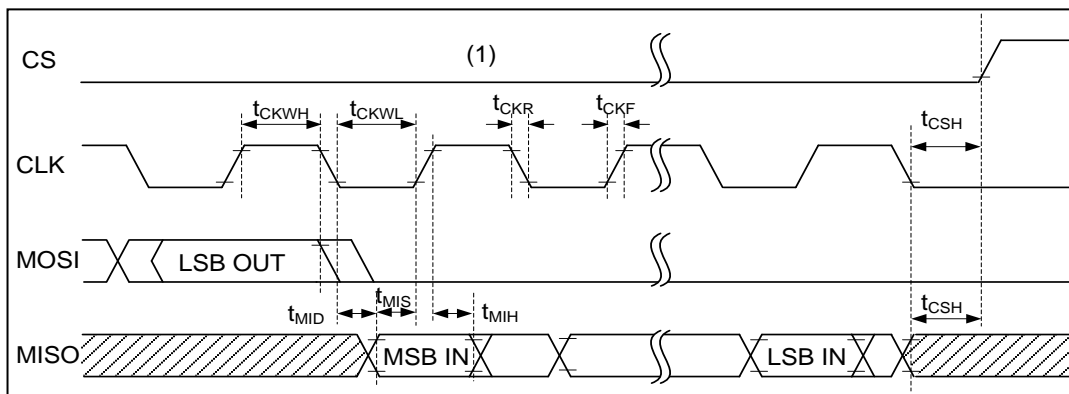 CS
(1)
tCKWH
tCKWL
tCKR
tCKF
tCSH
CLK
MOSI
LSB OUT
tMID
tMIS
tMIH
tCSH
MISO
MSB IN
LSB IN